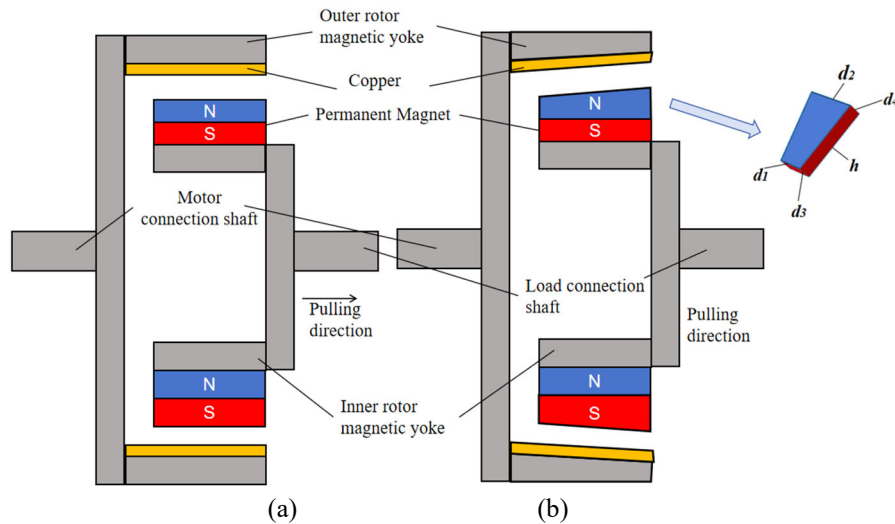 Outer rotor
magnetic yoke
Copper
N
S
Permanent Magnet
N
S
Motor
connection shaft
Pulling
direction
Load connection
shaft
Pulling
direction
N
S
Inner rotor
magnetic yoke
N
S
d2
d1
h
d3
(a)
(b)